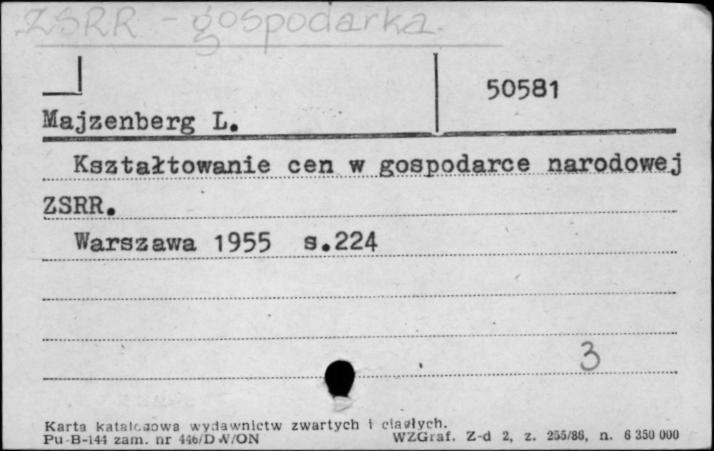 ZSRR - gospodarka.
50581
Majzenberg L.
Kształtowanie cen w gospodarce narodowej
ZSRR.
Warszawa 1955 s.224
3
Karta katalogowa wydawnictw zwartych i ciągłych.
Pu-B-144 zam. nr 446/DW/ON WZGraf. Z-d 2, z. 255/86, n. 6 350 000